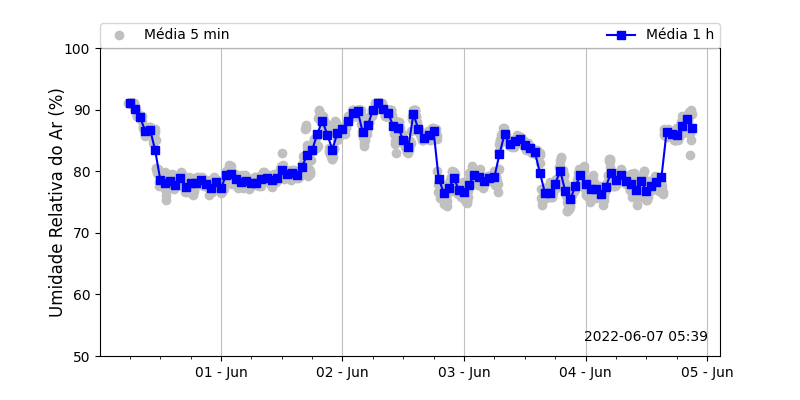 Média 5 min
Média 1 h
Umidade Relativa do Ar (%)
100
90
80
70
60
50
2022-06-07 05:39
01 - Jun
02 - Jun
03 - Jun
04 - Jun
05 - Jun